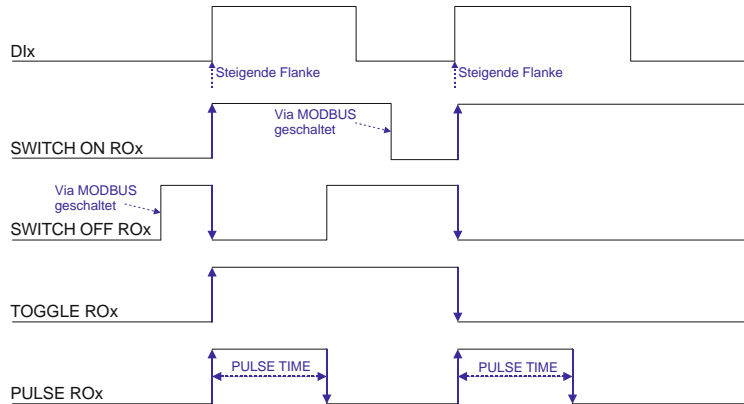 DIx
Steigende Flanke
Steigende Flanke
Via MODBUS
geschaltet
SWITCH ON ROx
Via MODBUS
geschaltet
SWITCH OFF ROx
TOGGLE ROx
PULSE TIME
PULSE TIME
PULSE ROx